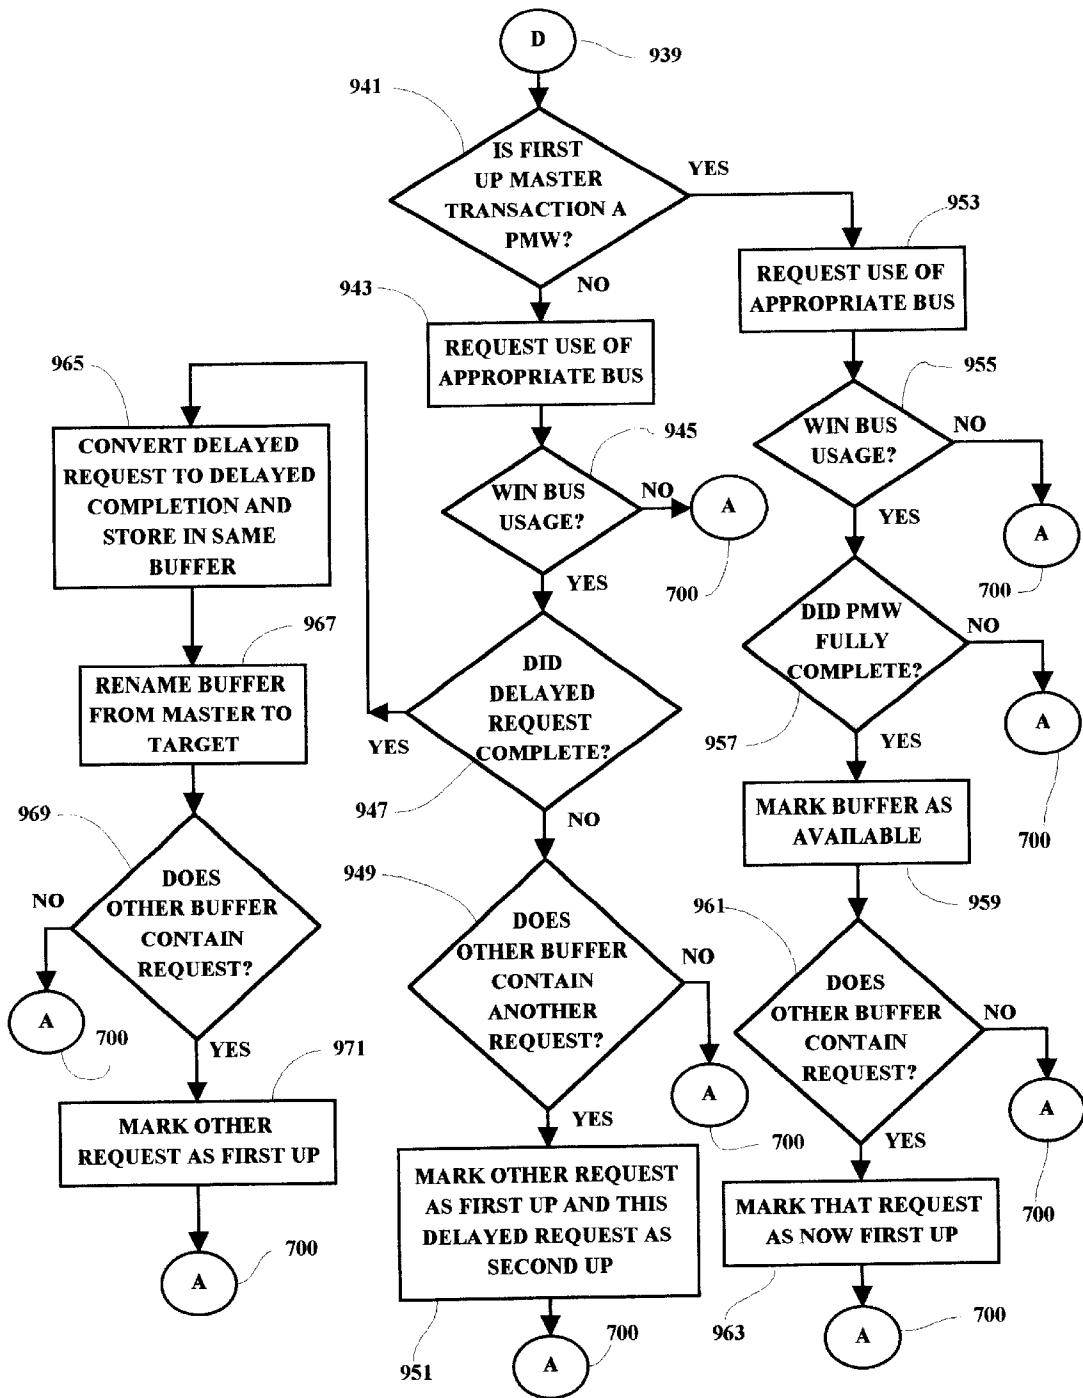 D
939
941
IS FIRST
UP MASTER
TRANSACTION A
PMW?
YES
NO
953
REQUEST USE OF
APPROPRIATE BUS
943
REQUEST USE OF
APPROPRIATE BUS
955
WIN BUS
USAGE?
NO
A
700
YES
945
WIN BUS
USAGE?
NO
A
700
YES
965
CONVERT DELAYED
REQUEST TO DELAYED
COMPLETION AND
STORE IN SAME
BUFFER
967
RENAME BUFFER
FROM MASTER TO
TARGET
DID
DELAYED
REQUEST
COMPLETE?
YES
947
NO
DID PMW
FULLY
COMPLETE?
NO
A
700
957
YES
MARK BUFFER AS
AVAILABLE
959
969
DOES
OTHER BUFFER
CONTAIN
REQUEST?
NO
A
700
YES
971
MARK OTHER
REQUEST AS FIRST UP
A
700
949
DOES
OTHER BUFFER
CONTAIN
ANOTHER
REQUEST?
NO
A
700
YES
MARK OTHER REQUEST
AS FIRST UP AND THIS
DELAYED REQUEST AS
SECOND UP
951
A
700
961
DOES
OTHER BUFFER
CONTAIN
REQUEST?
NO
A
700
YES
MARK THAT REQUEST
AS NOW FIRST UP
963
A
700